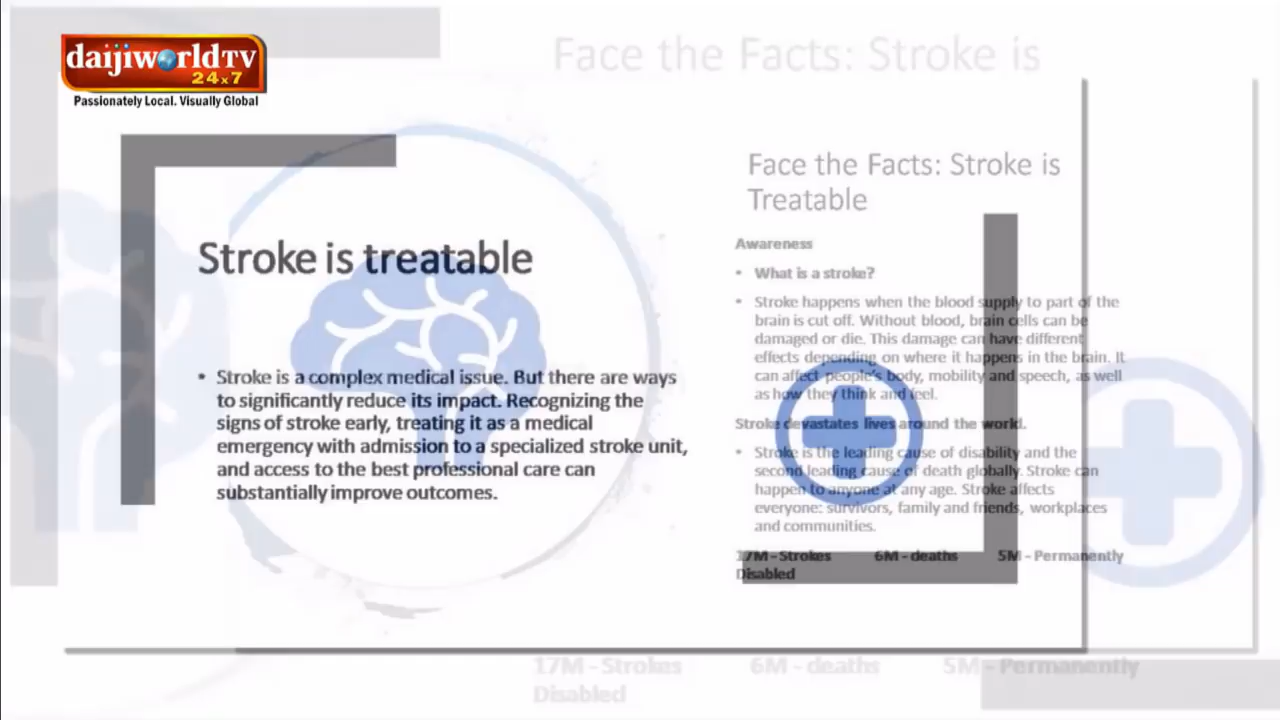 daijiworldTV
24x7
Passionately Local. Visually Global
Face the Facts: Stroke is
Stroke is treatable
• Stroke is a complex medical issue. But there are ways
to significantly reduce its impact. Recognizing the
signs of stroke early, treating it as a medical
emergency with admission to a specialized stroke unit,
and access to the best professional care can
substantially improve outcomes.
Face the Facts: Stroke is
Treatable
Awareness
• What is a stroke?
• Stroke happens when the blood supply to part of the
brain is cut off. Without blood, brain cells can be
damaged or die. This damage can have different
effects depending on where it happens in the brain. It
can affect people's body, mobility and speech, as well
as how they think and feel.
Stroke devastates lives around the world.
• Stroke is the leading cause of disability and the
second leading cause of death globally. Stroke can
happen to anyone at any age. Stroke affects
everyone: survivors, family and friends, workplaces
and communities.
17M - Strokes 6M - deaths 5M - Permanently
Disabled
17M - Strokes 6M - deaths 5M - Permanently
Disabled